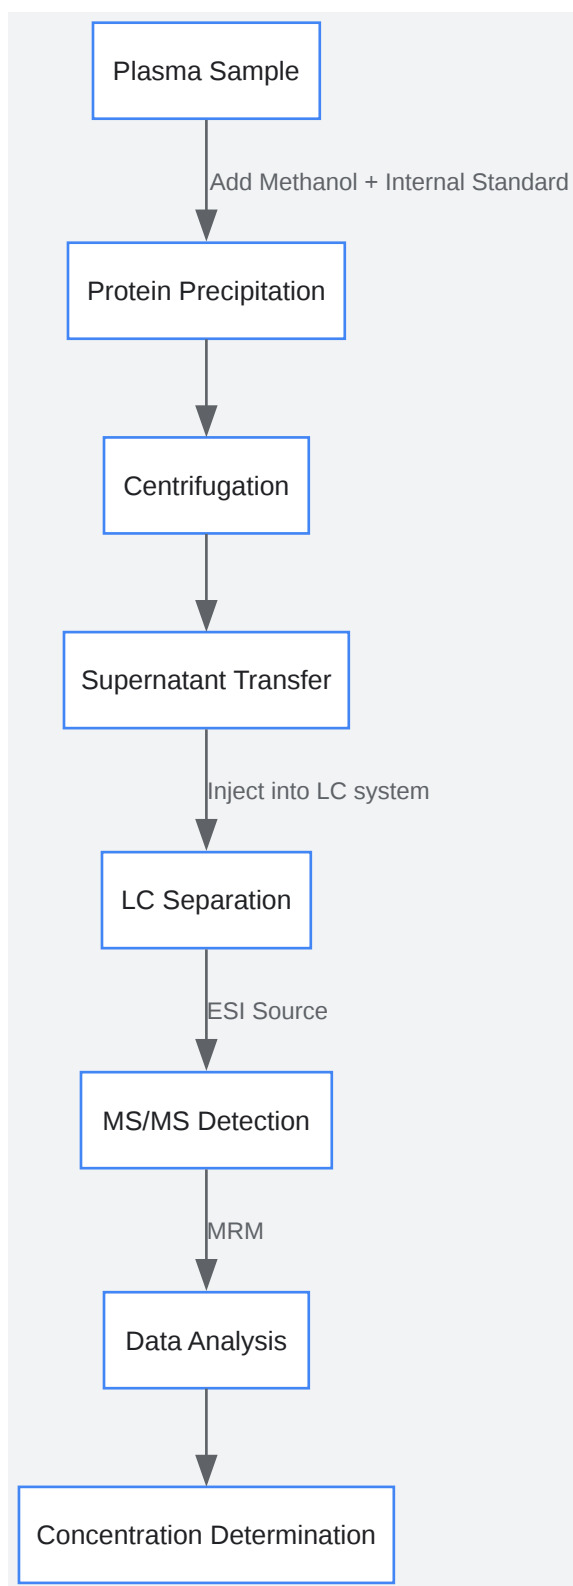 Plasma Sample
Add Methanol + Internal Standard
Protein Precipitation
Centrifugation
Supernatant Transfer
Inject into LC system
LC Separation
ESI Source
MS/MS Detection
MRM
Data Analysis
Concentration Determination